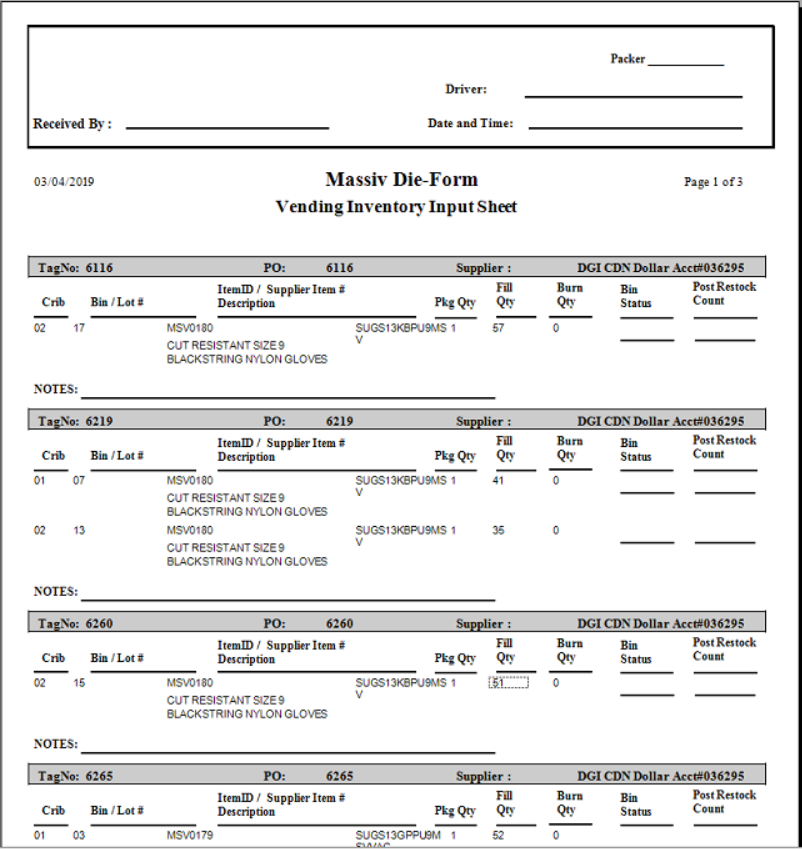 Packer
Driver:
Received By : Date and Time:
03/04/2019 Massiv Die-Form Page 1 of 3
Vending Inventory Input Sheet
TagNo: 6116 PO: 6116 Supplier : DGI CDN Dollar Acct#036295
Crib Bin / Lot # ItemID / Supplier Item # Description Pkg Qty Fill Qty Burn Qty Bin Status Post Restock Count
02 17 MSV0180 SUGS13KBPU9MS 1 57 0
V
CUT RESISTANT SIZE 9
BLACKSTRING NYLON GLOVES
NOTES:
TagNo: 6219 PO: 6219 Supplier : DGI CDN Dollar Acct#036295
Crib Bin / Lot # ItemID / Supplier Item # Description Pkg Qty Fill Qty Burn Qty Bin Status Post Restock Count
01 07 MSV0180 SUGS13KBPU9MS 1 41 0
V
CUT RESISTANT SIZE 9
BLACKSTRING NYLON GLOVES
02 13 MSV0180 SUGS13KBPU9MS 1 35 0
V
CUT RESISTANT SIZE 9
BLACKSTRING NYLON GLOVES
NOTES:
TagNo: 6260 PO: 6260 Supplier : DGI CDN Dollar Acct#036295
Crib Bin / Lot # ItemID / Supplier Item # Description Pkg Qty Fill Qty Burn Qty Bin Status Post Restock Count
02 15 MSV0180 SUGS13KBPU9MS 1 51 0
V
CUT RESISTANT SIZE 9
BLACKSTRING NYLON GLOVES
NOTES:
TagNo: 6265 PO: 6265 Supplier : DGI CDN Dollar Acct#036295
Crib Bin / Lot # ItemID / Supplier Item # Description Pkg Qty Fill Qty Burn Qty Bin Status Post Restock Count
01 03 MSV0179 SUGS13GPPU9M 1 52 0